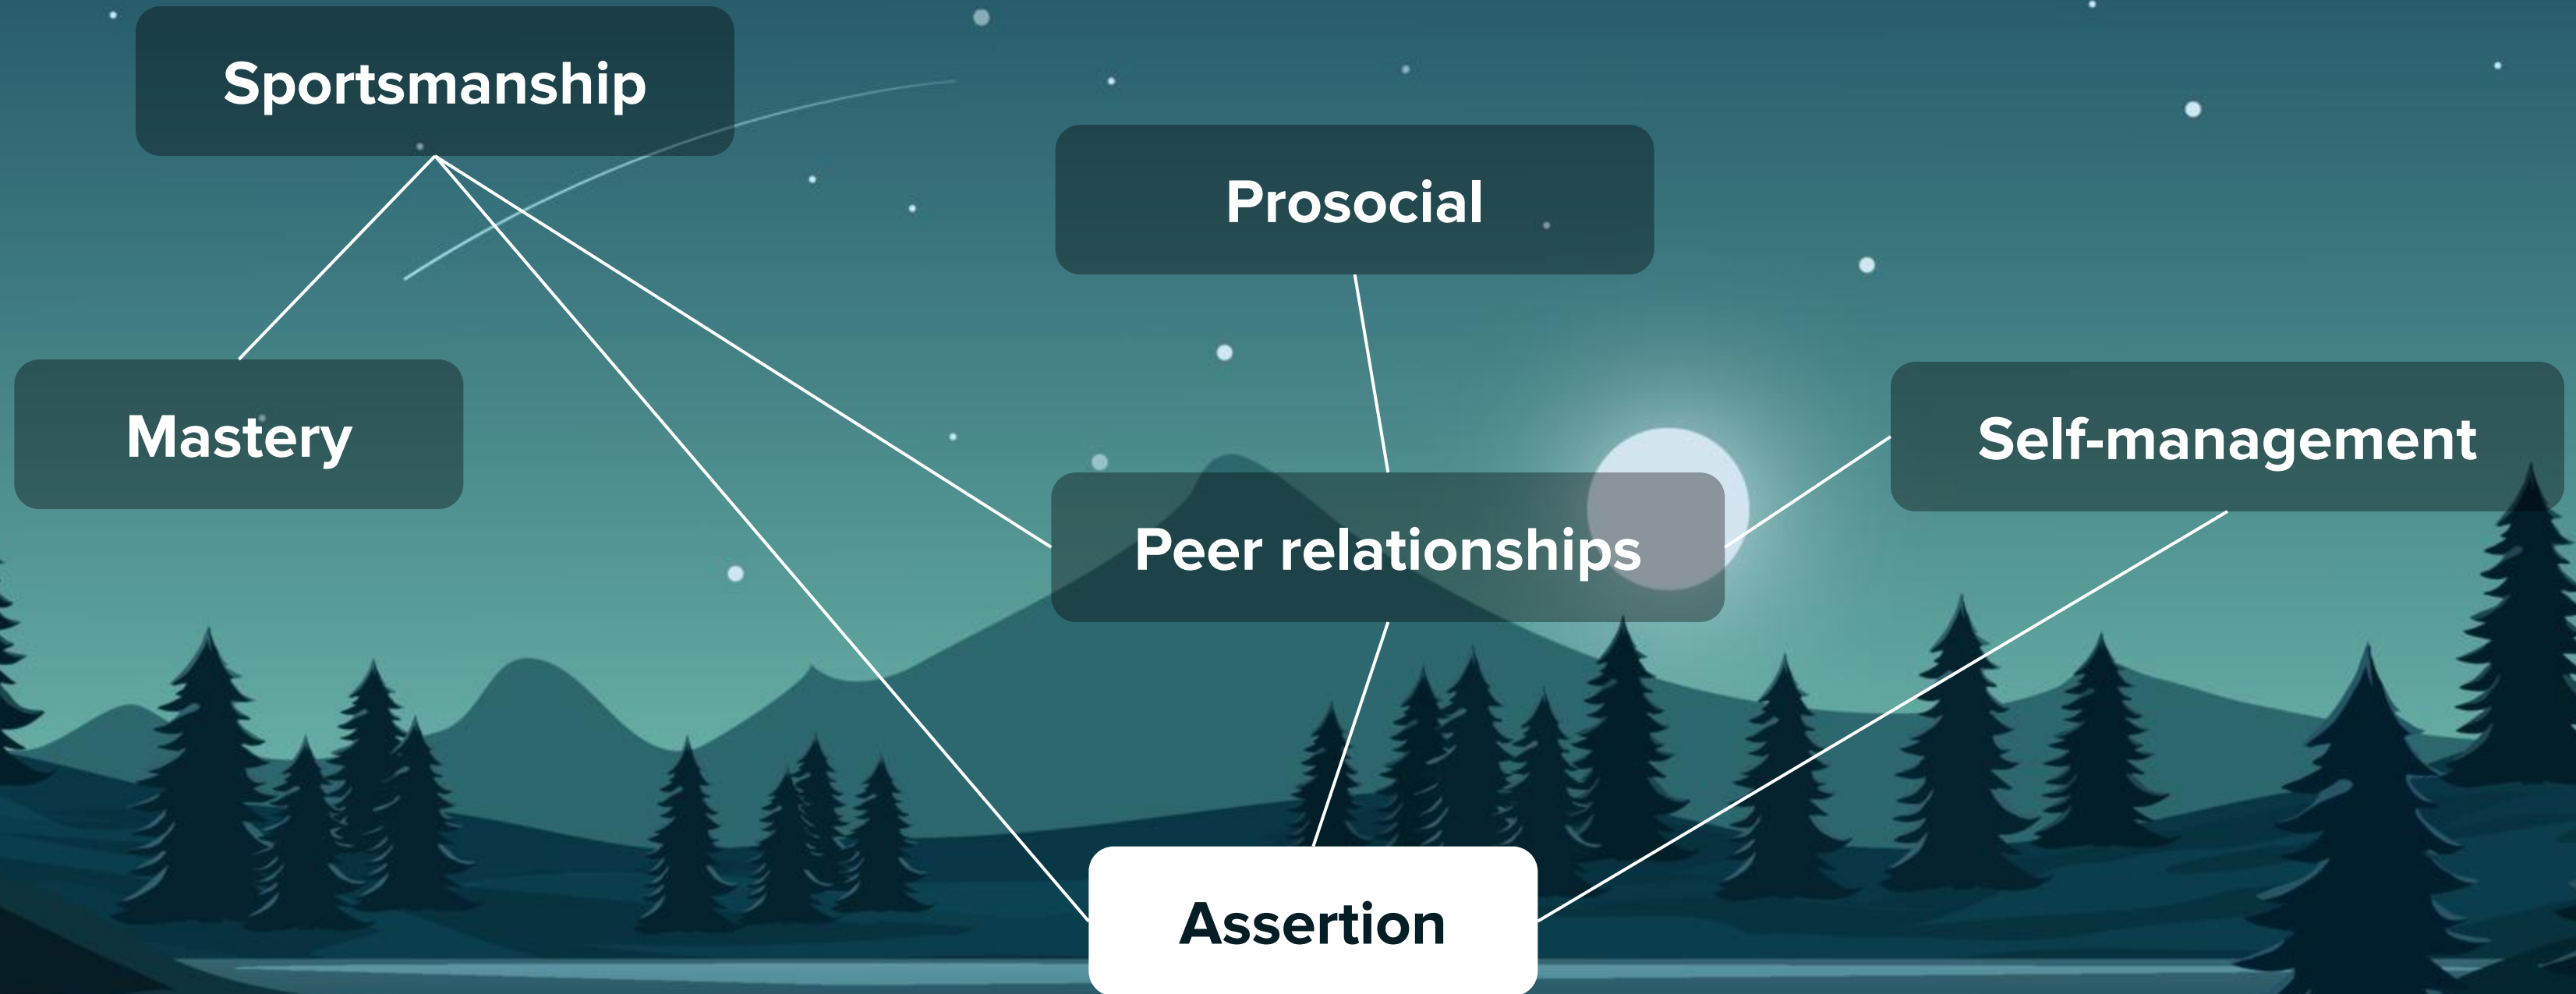 Sportsmanship
Prosocial
Mastery
Self-management
Peer relationships
Assertion